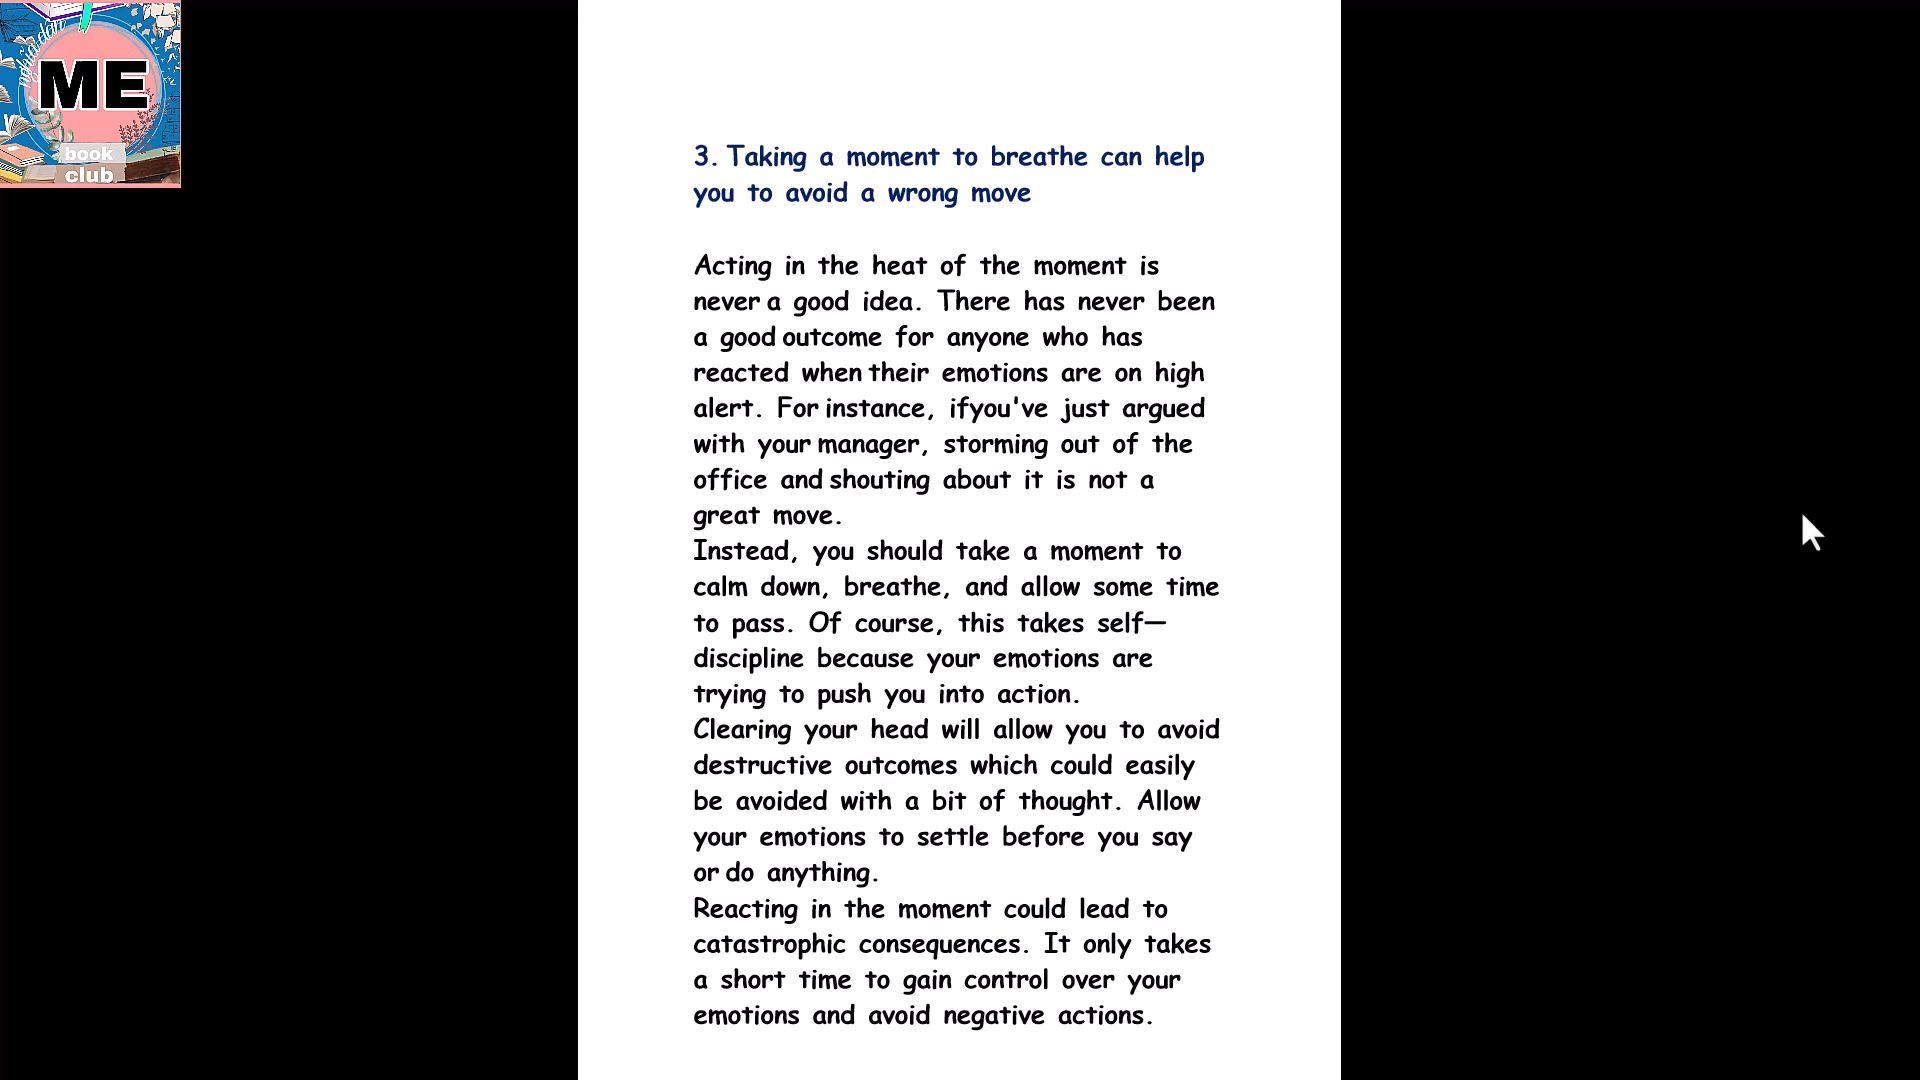 ME
book
club
3. Taking a moment to breathe can help
you to avoid a wrong move
Acting in the heat of the moment is
never a good idea. There has never been
a good outcome for anyone who has
reacted when their emotions are on high
alert. For instance, ifyou've just argued
with your manager, storming out of the
office and shouting about it is not a
great move.
Instead, you should take a moment to
calm down, breathe, and allow some time
to pass. Of course, this takes self—
discipline because your emotions are
trying to push you into action.
Clearing your head will allow you to avoid
destructive outcomes which could easily
be avoided with a bit of thought. Allow
your emotions to settle before you say
or do anything.
Reacting in the moment could lead to
catastrophic consequences. It only takes
a short time to gain control over your
emotions and avoid negative actions.